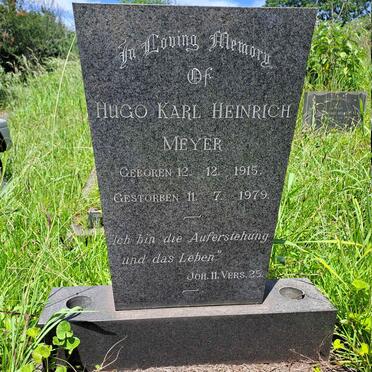 In Loving Memory
Of
HUGO KARL HEINRICH
MEYER
GEBOREN 12. 12. 1915.
GESTORBEN 11. 7. 1979.
"Ich bin die Auferstehung
und das Leben"
JOH. 11. VERS. 25.